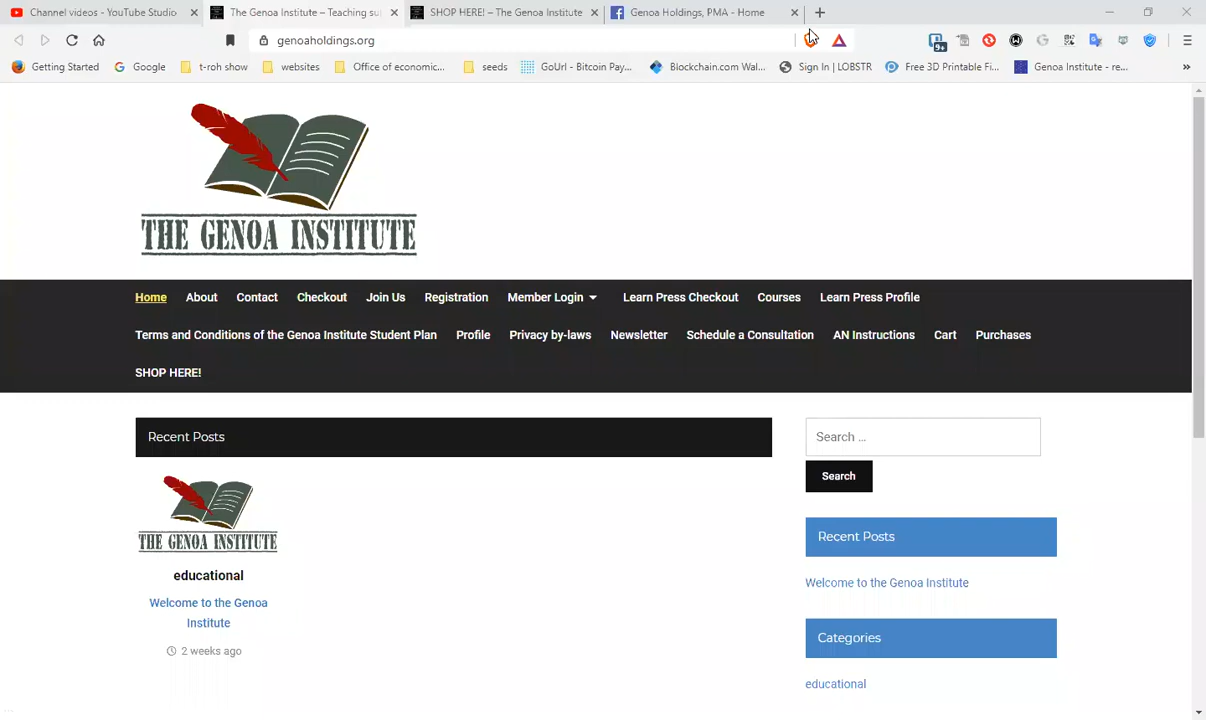 Channel videos - YouTube Studio
The Genoa Institute – Teaching su
SHOP HERE! – The Genoa Institute
Genoa Holdings, PMA - Home
genoaholdings.org
9+
Getting Started
Google
t-roh show
websites
Office of economic...
seeds
GoUrl - Bitcoin Pay...
Blockchain.com Wal...
Sign In | LOBSTR
Free 3D Printable Fi...
Genoa Institute - re...
THE GENOA INSTITUTE
Home About Contact Checkout Join Us Registration Member Login Learn Press Checkout Courses Learn Press Profile
Terms and Conditions of the Genoa Institute Student Plan Profile Privacy by-laws Newsletter Schedule a Consultation AN Instructions Cart Purchases
SHOP HERE!
Recent Posts
THE GENOA INSTITUTE
educational
Welcome to the Genoa
Institute
2 weeks ago
Search ...
Search
Recent Posts
Welcome to the Genoa Institute
Categories
educational